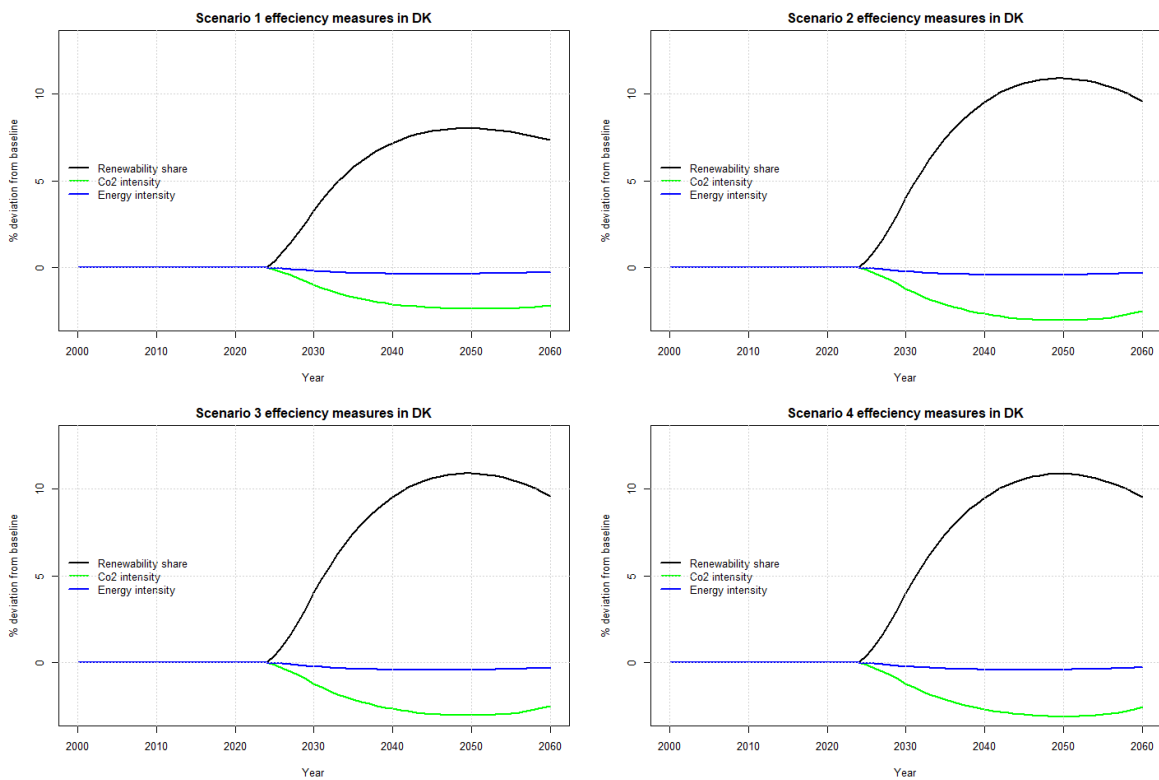 Scenario 1 effeciency measures in DK
% deviation from baseline
10
5
0
Renewability share
Co2 intensity
Energy intensity
2000 2010 2020 2030 2040 2050 2060
Year
Scenario 2 effeciency measures in DK
% deviation from baseline
10
5
0
Renewability share
Co2 intensity
Energy intensity
2000 2010 2020 2030 2040 2050 2060
Year
Scenario 3 effeciency measures in DK
% deviation from baseline
10
5
0
Renewability share
Co2 intensity
Energy intensity
2000 2010 2020 2030 2040 2050 2060
Year
Scenario 4 effeciency measures in DK
% deviation from baseline
10
5
0
Renewability share
Co2 intensity
Energy intensity
2000 2010 2020 2030 2040 2050 2060
Year